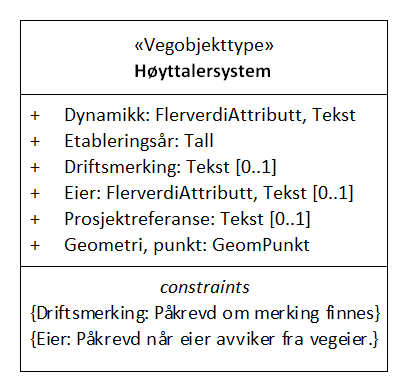 «Vegobjekttype»
Høyttalersystem
+ Dynamikk: FlerverdiAttributt, Tekst
+ Etableringsår: Tall
+ Driftsmerking: Tekst [0..1]
+ Eier: FlerverdiAttributt, Tekst [0..1]
+ Prosjektreferanse: Tekst [0..1]
+ Geometri, punkt: GeomPunkt
constraints
{Driftsmerking: Påkrevd om merking finnes}
{Eier: Påkrevd når eier avviker fra vegeier.}